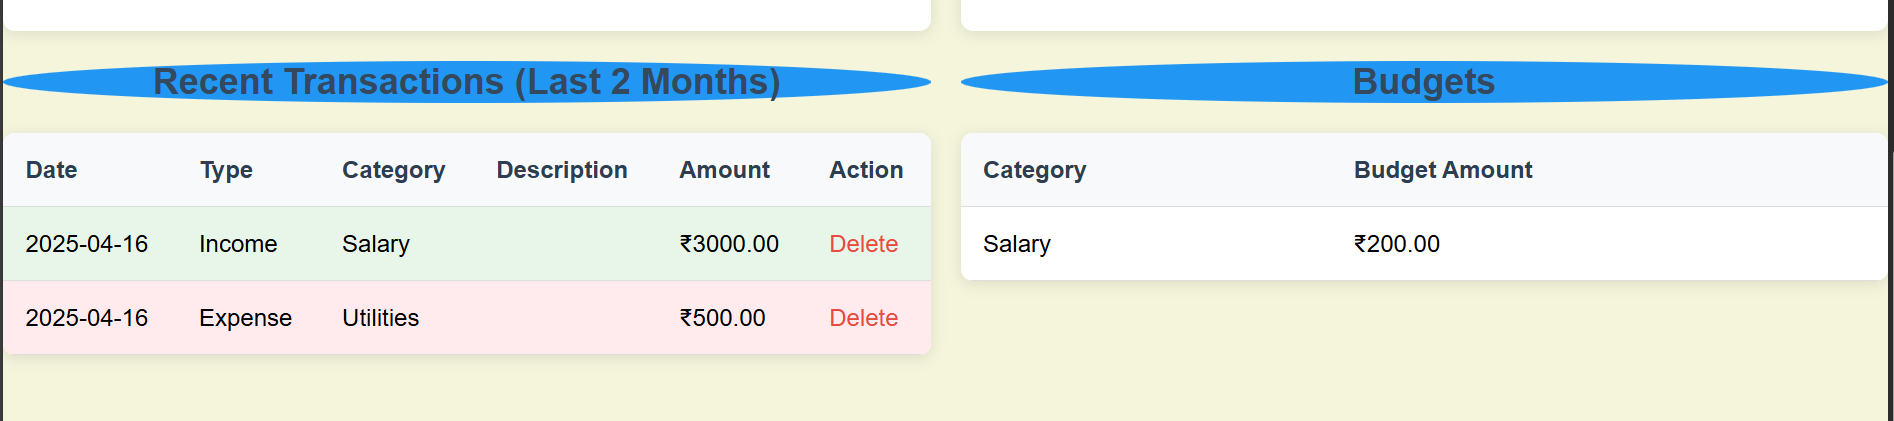 Recent Transactions (Last 2 Months)
Date Type Category Description Amount Action
2025-04-16 Income Salary ₹3000.00 Delete
2025-04-16 Expense Utilities ₹500.00 Delete
Budgets
Category Budget Amount
Salary ₹200.00